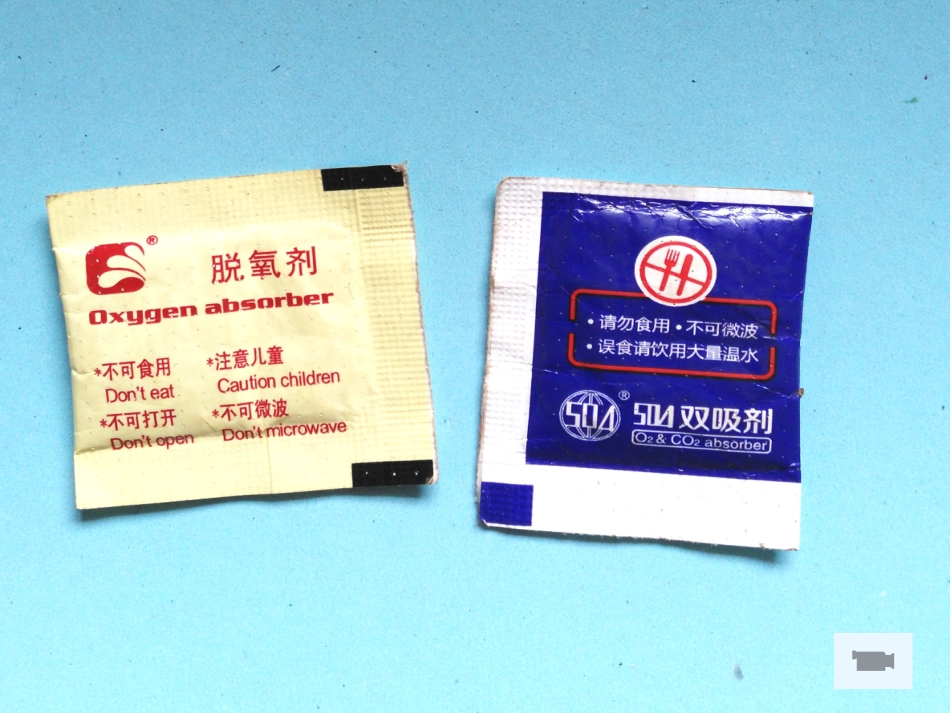 ®
脱氧剂
Oxygen absorber
*不可食用
Don't eat
*注意儿童
Caution children
*不可打开
Don't open
*不可微波
Don't microwave
•请勿食用•不可微波
•误食请饮用大量温水
SOA® SOA双吸剂
O2 & CO2 absorber